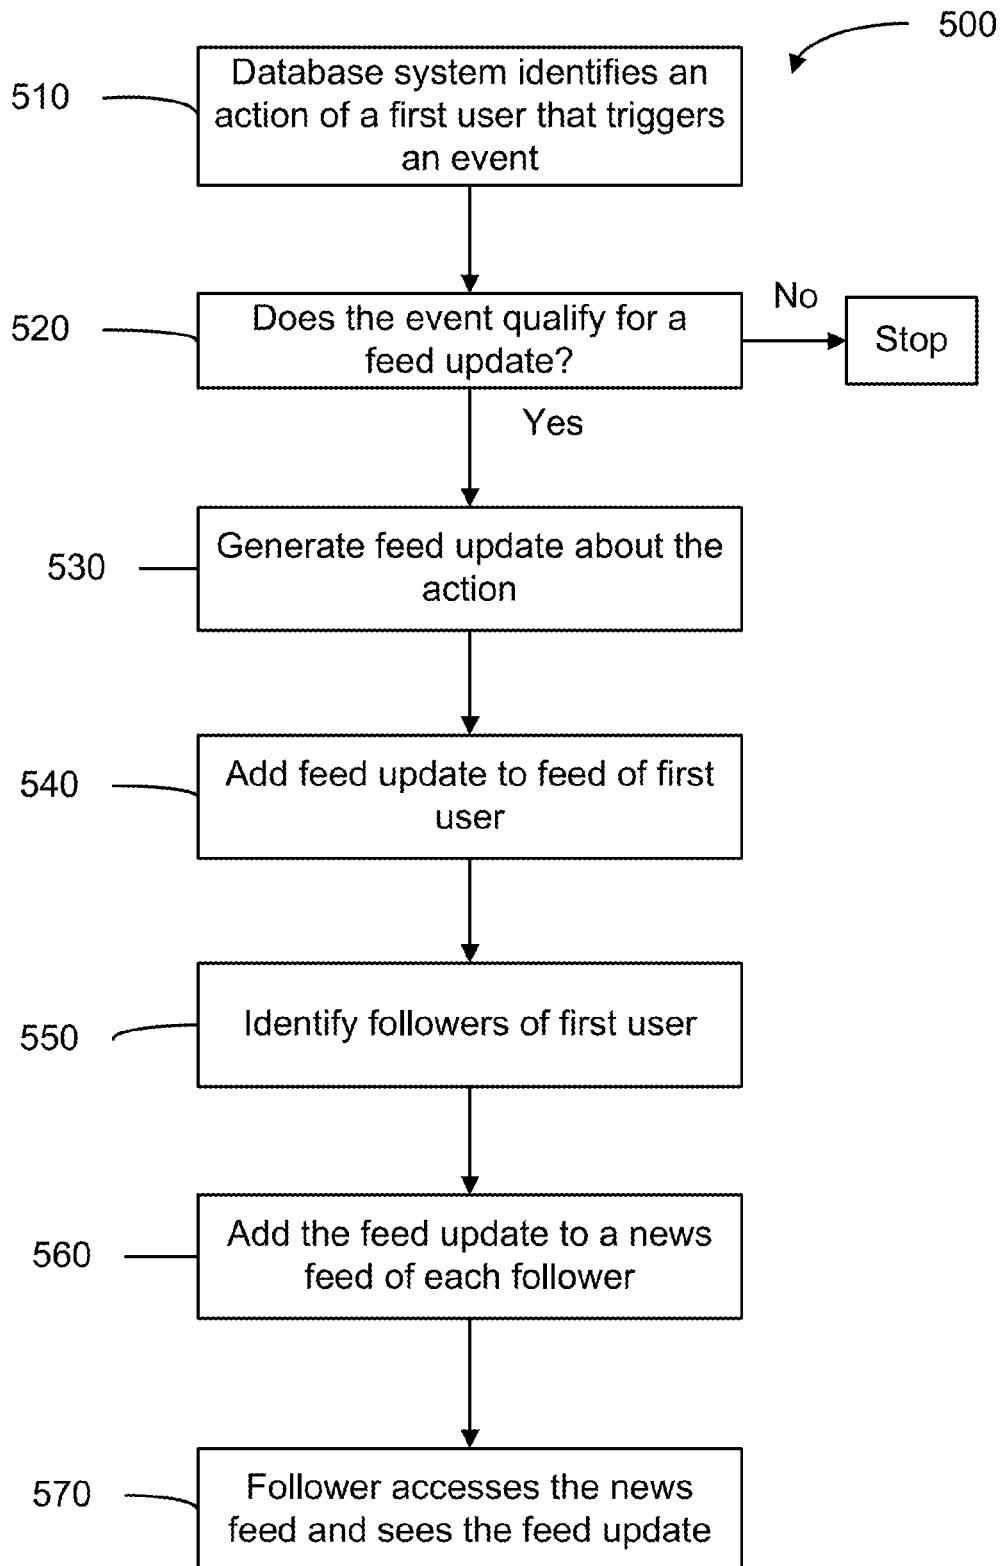 500
510
Database system identifies an
action of a first user that triggers
an event
520
Does the event qualify for a
feed update?
No
Stop
Yes
530
Generate feed update about the
action
540
Add feed update to feed of first
user
550
Identify followers of first user
560
Add the feed update to a news
feed of each follower
570
Follower accesses the news
feed and sees the feed update